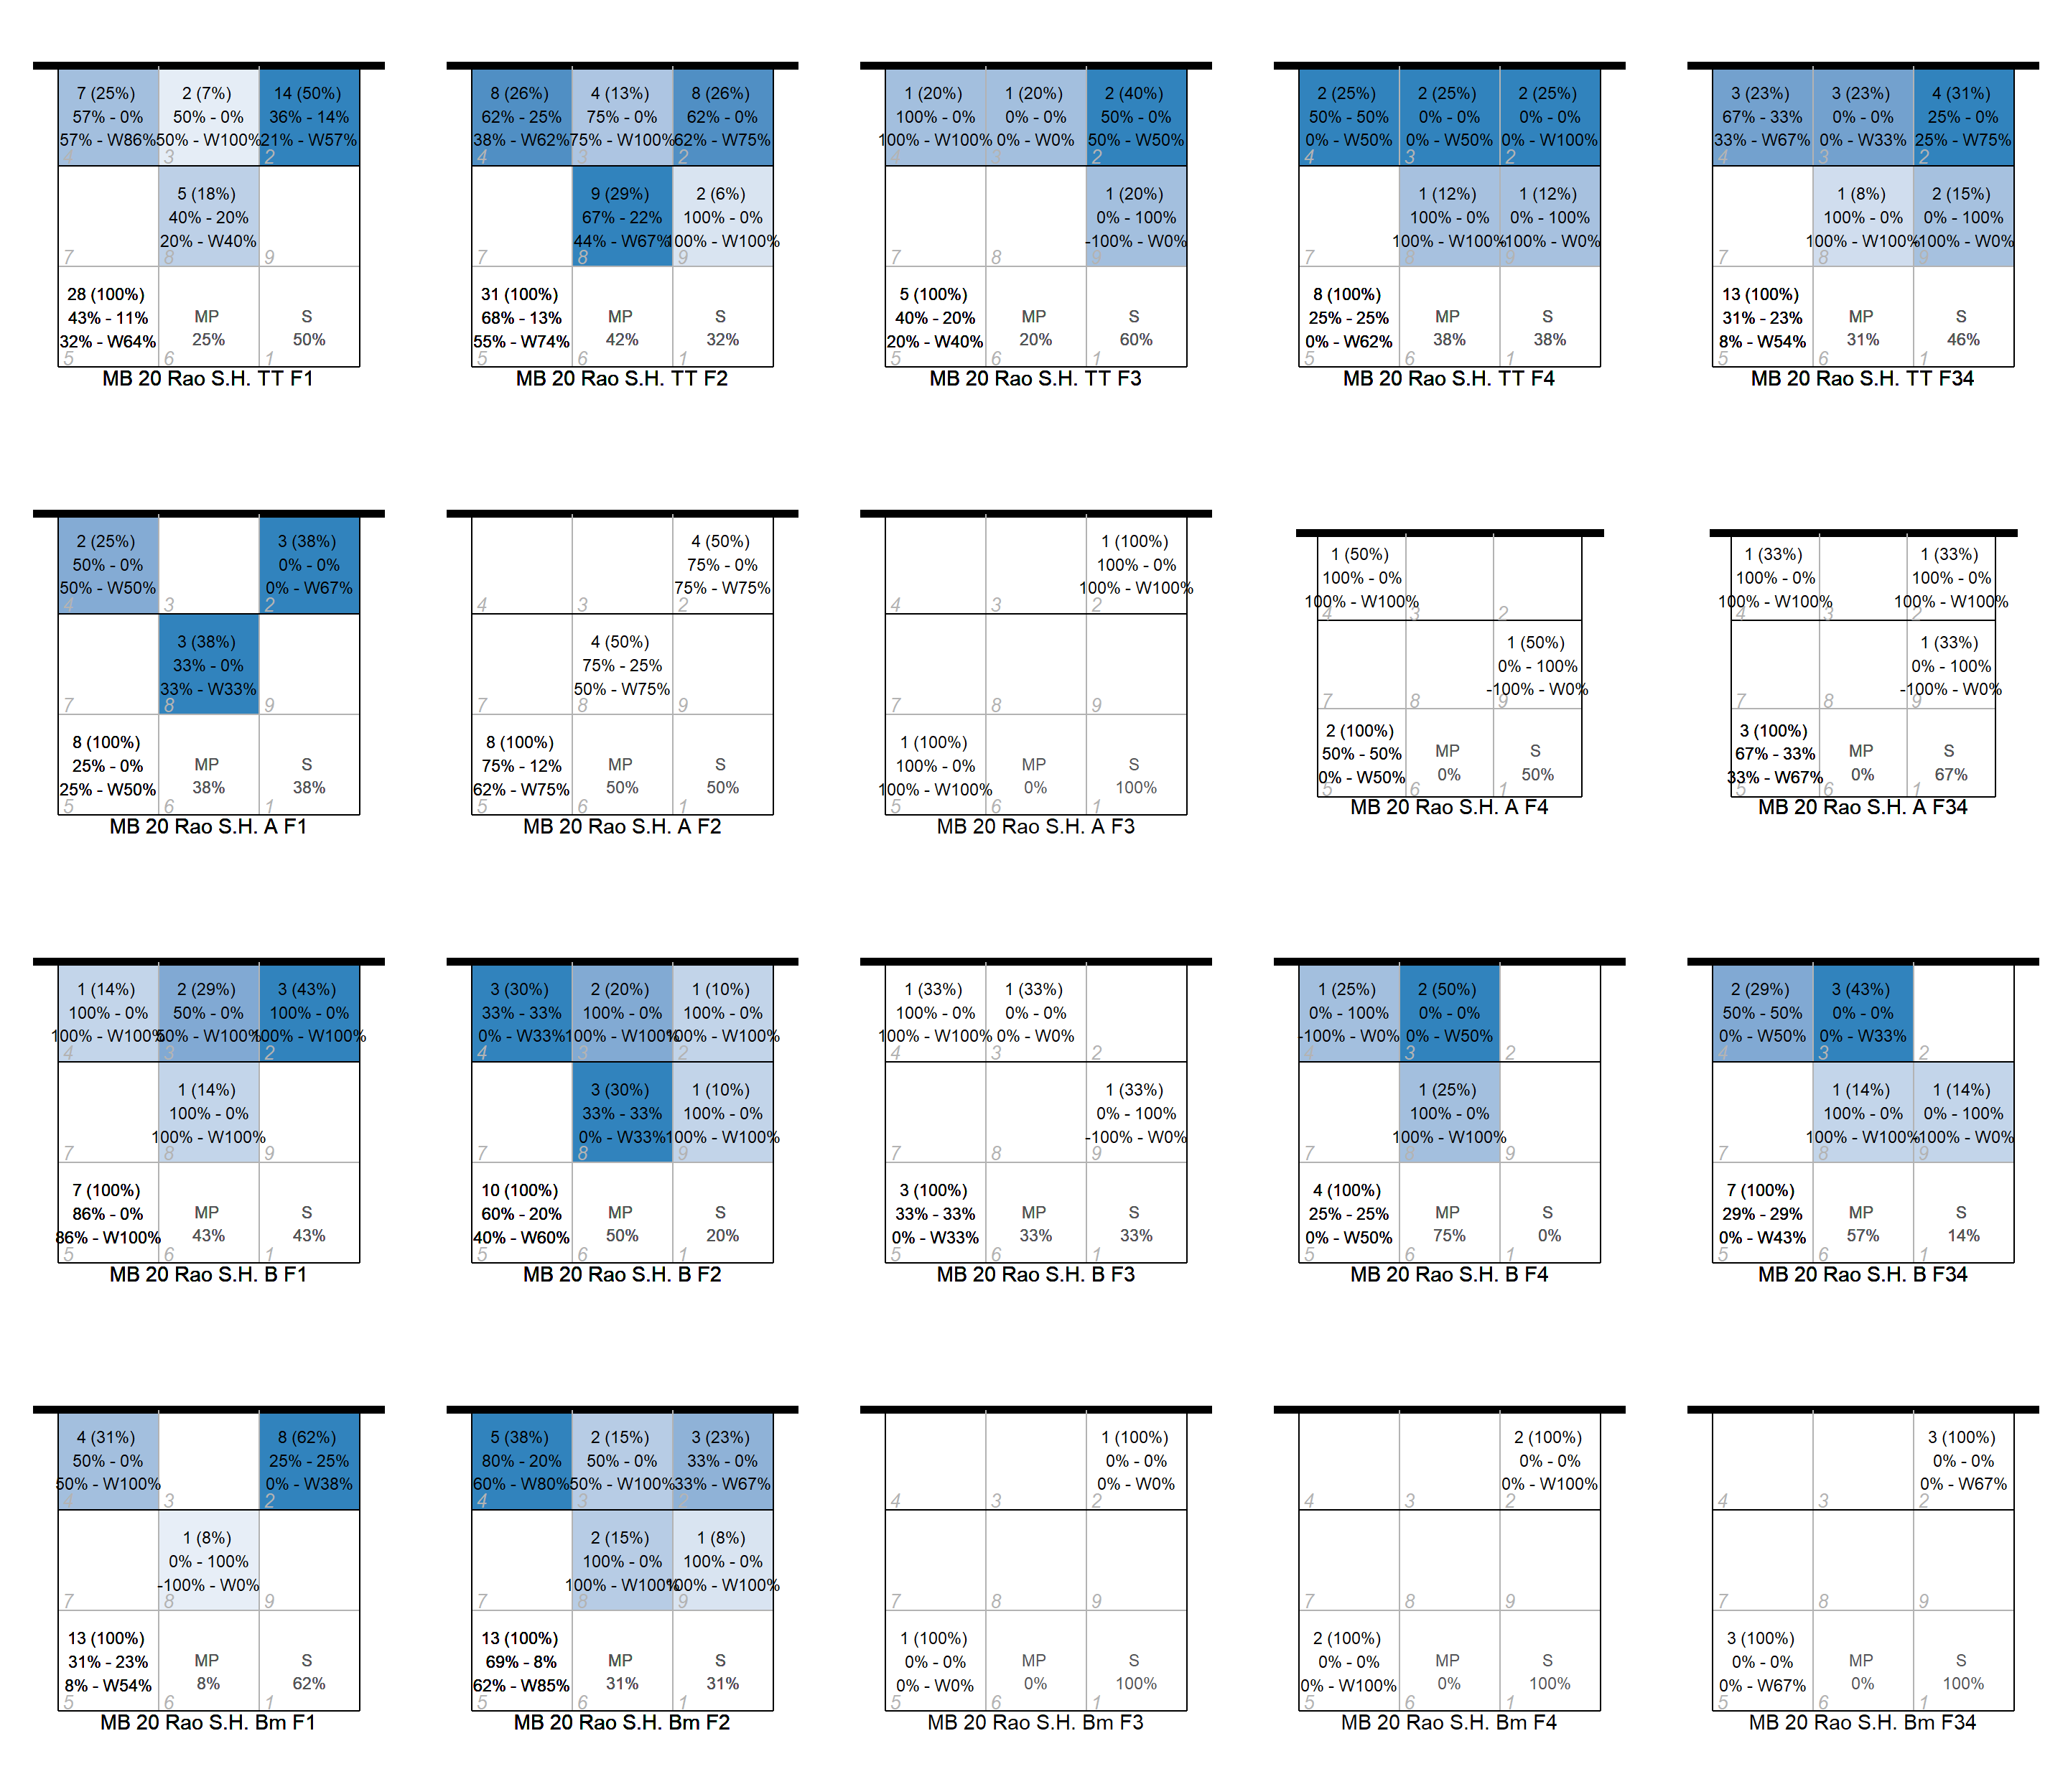 7 (25%) 2 (7%) 14 (50%)
57% - 0% 50% - 0% 36% - 14%
57% - W86% 50% - W100% 21% - W57%
4 3 2
5 (18%)
40% - 20%
20% - W40%
7 8 9
28 (100%)
43% - 11% MP S
32% - W64% 25% 50%
5 6 1
MB 20 Rao S.H. TT F1
8 (26%) 4 (13%) 8 (26%)
62% - 25% 75% - 0% 62% - 0%
38% - W62% 75% - W100% 62% - W75%
4 3 2
9 (29%) 2 (6%)
67% - 22% 100% - 0%
44% - W67% 100% - W100%
7 8 9
31 (100%)
68% - 13% MP S
55% - W74% 42% 32%
5 6 1
MB 20 Rao S.H. TT F2
1 (20%) 1 (20%) 2 (40%)
100% - 0% 0% - 0% 50% - 0%
100% - W100% 0% - W0% 50% - W50%
4 3 2
1 (20%)
0% - 100%
-100% - W0%
7 8 9
5 (100%)
40% - 20% MP S
20% - W40% 20% 60%
5 6 1
MB 20 Rao S.H. TT F3
2 (25%) 2 (25%) 2 (25%)
50% - 50% 0% - 0% 0% - 0%
0% - W50% 0% - W50% 0% - W100%
4 3 2
1 (12%) 1 (12%)
100% - 0% 0% - 100%
100% - W100% -100% - W0%
7 8 9
8 (100%)
25% - 25% MP S
0% - W62% 38% 38%
5 6 1
MB 20 Rao S.H. TT F4
3 (23%) 3 (23%) 4 (31%)
67% - 33% 0% - 0% 25% - 0%
33% - W67% 0% - W33% 25% - W75%
4 3 2
1 (8%) 2 (15%)
100% - 0% 0% - 100%
100% - W100% -100% - W0%
7 8 9
13 (100%)
31% - 23% MP S
8% - W54% 31% 46%
5 6 1
MB 20 Rao S.H. TT F34
2 (25%) 3 (38%)
50% - 0% 0% - 0%
50% - W50% 0% - W67%
4 3 2
3 (38%)
33% - 0%
33% - W33%
7 8 9
8 (100%)
25% - 0% MP S
25% - W50% 38% 38%
5 6 1
MB 20 Rao S.H. A F1
4 (50%)
75% - 0%
75% - W75%
4 3 2
4 (50%)
75% - 25%
50% - W75%
7 8 9
8 (100%)
75% - 12% MP S
62% - W75% 50% 50%
5 6 1
MB 20 Rao S.H. A F2
1 (100%)
100% - 0%
100% - W100%
4 3 2
7 8 9
1 (100%)
100% - 0% MP S
100% - W100% 0% 100%
5 6 1
MB 20 Rao S.H. A F3
1 (50%)
100% - 0%
100% - W100%
4 3 2
1 (50%)
0% - 100%
-100% - W0%
7 8 9
2 (100%)
50% - 50% MP S
0% - W50% 0% 50%
5 6 1
MB 20 Rao S.H. A F4
1 (33%) 1 (33%)
100% - 0% 100% - 0%
100% - W100% 100% - W100%
4 3 2
1 (33%)
0% - 100%
-100% - W0%
7 8 9
3 (100%)
67% - 33% MP S
33% - W67% 0% 67%
5 6 1
MB 20 Rao S.H. A F34
1 (14%) 2 (29%) 3 (43%)
100% - 0% 50% - 0% 100% - 0%
100% - W100% 50% - W100% 100% - W100%
4 3 2
1 (14%)
100% - 0%
100% - W100%
7 8 9
7 (100%)
86% - 0% MP S
86% - W100% 43% 43%
5 6 1
MB 20 Rao S.H. B F1
3 (30%) 2 (20%) 1 (10%)
33% - 33% 100% - 0% 100% - 0%
0% - W33% 100% - W100% 100% - W100%
4 3 2
3 (30%) 1 (10%)
33% - 33% 100% - 0%
0% - W33% 100% - W100%
7 8 9
10 (100%)
60% - 20% MP S
40% - W60% 50% 20%
5 6 1
MB 20 Rao S.H. B F2
1 (33%) 1 (33%)
100% - 0% 0% - 0%
100% - W100% 0% - W0%
4 3 2
1 (33%)
0% - 100%
-100% - W0%
7 8 9
3 (100%)
33% - 33% MP S
0% - W33% 33% 33%
5 6 1
MB 20 Rao S.H. B F3
1 (25%) 2 (50%)
0% - 100% 0% - 0%
-100% - W0% 0% - W50%
4 3 2
1 (25%)
100% - 0%
100% - W100%
7 8 9
4 (100%)
25% - 25% MP S
0% - W50% 75% 0%
5 6 1
MB 20 Rao S.H. B F4
2 (29%) 3 (43%)
50% - 50% 0% - 0%
0% - W50% 0% - W33%
4 3 2
1 (14%) 1 (14%)
100% - 0% 0% - 100%
100% - W100% -100% - W0%
7 8 9
7 (100%)
29% - 29% MP S
0% - W43% 57% 14%
5 6 1
MB 20 Rao S.H. B F34
4 (31%) 8 (62%)
50% - 0% 25% - 25%
50% - W100% 0% - W38%
4 3 2
1 (8%)
0% - 100%
-100% - W0%
7 8 9
13 (100%)
31% - 23% MP S
8% - W54% 8% 62%
5 6 1
MB 20 Rao S.H. Bm F1
5 (38%) 2 (15%) 3 (23%)
80% - 20% 50% - 0% 33% - 0%
60% - W80% 50% - W100% 33% - W67%
4 3 2
2 (15%) 1 (8%)
100% - 0% 100% - 0%
100% - W100% 100% - W100%
7 8 9
13 (100%)
69% - 8% MP S
62% - W85% 31% 31%
5 6 1
MB 20 Rao S.H. Bm F2
1 (100%)
0% - 0%
0% - W0%
4 3 2
7 8 9
1 (100%)
0% - 0% MP S
0% - W0% 0% 100%
5 6 1
MB 20 Rao S.H. Bm F3
2 (100%)
0% - 0%
0% - W100%
4 3 2
7 8 9
2 (100%)
0% - 0% MP S
0% - W100% 0% 100%
5 6 1
MB 20 Rao S.H. Bm F4
3 (100%)
0% - 0%
0% - W67%
4 3 2
7 8 9
3 (100%)
0% - 0% MP S
0% - W67% 0% 100%
5 6 1
MB 20 Rao S.H. Bm F34